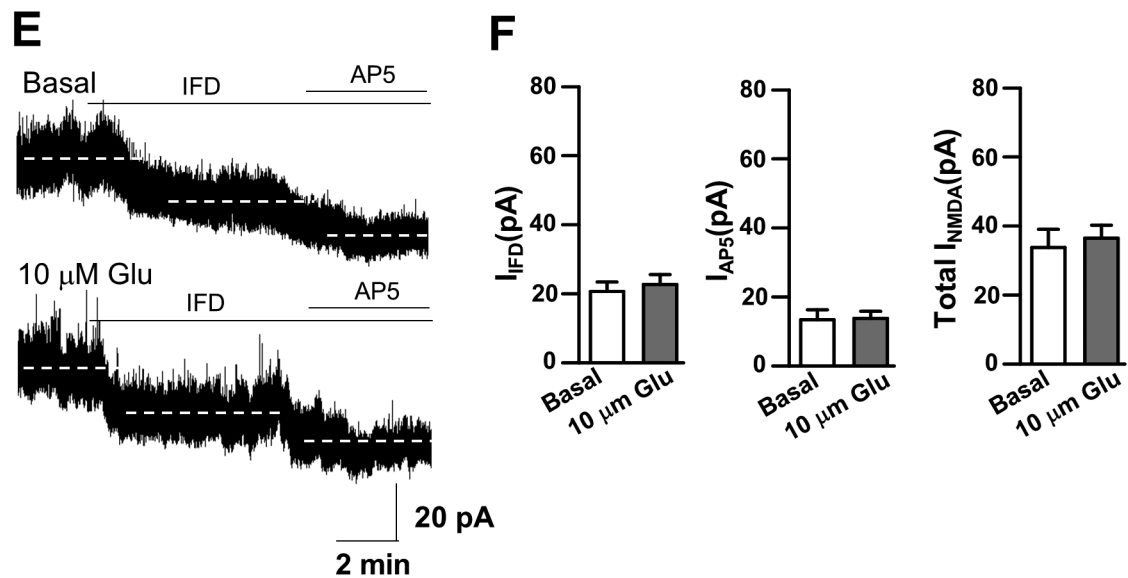 E
Basal
IFD
AP5
10 μM Glu
IFD
AP5
20 pA
2 min
F
I_IFD(pA)
80
60
40
20
0
Basal
10 μm Glu
I_AP5(pA)
80
60
40
20
0
Basal
10 μm Glu
Total I_NMDA(pA)
80
60
40
20
0
Basal
10 μm Glu